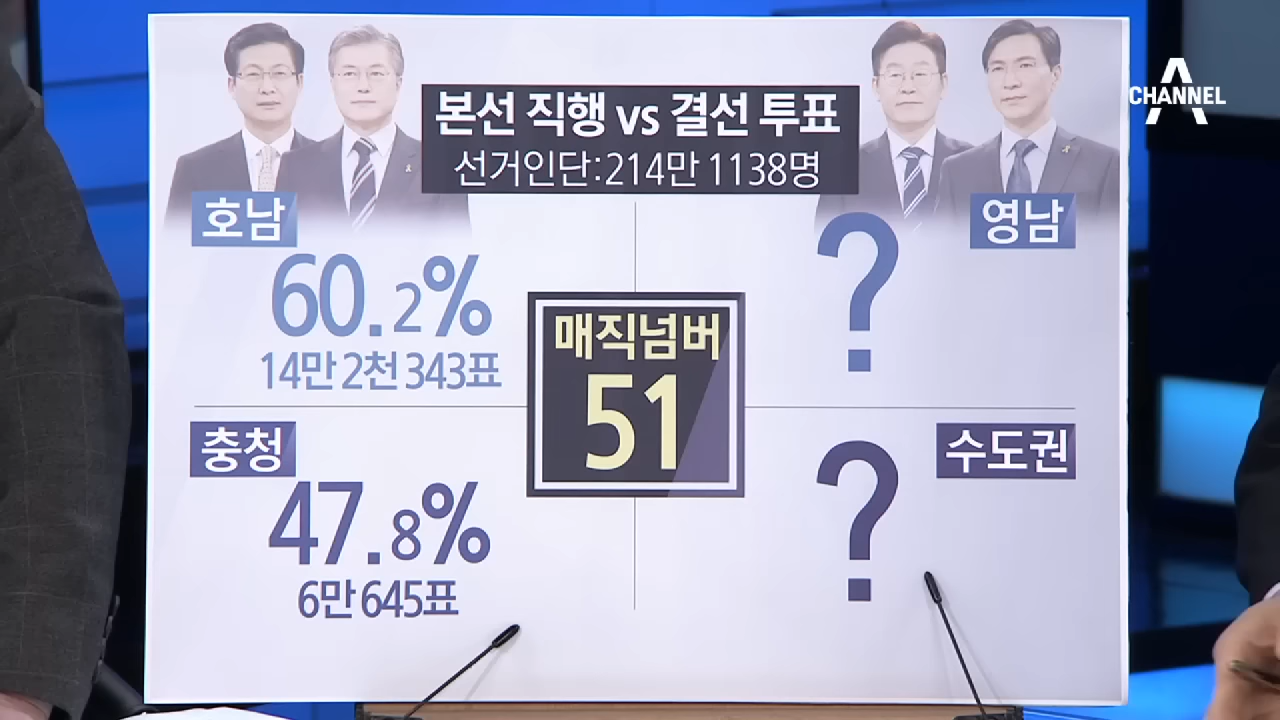 본선 직행 vs 결선 투표
선거인단:214만 1138명
CHANNEL A
호남
60.2%
14만 2천 343표
영남
?
매직넘버
51
충청
47.8%
6만 645표
수도권
?